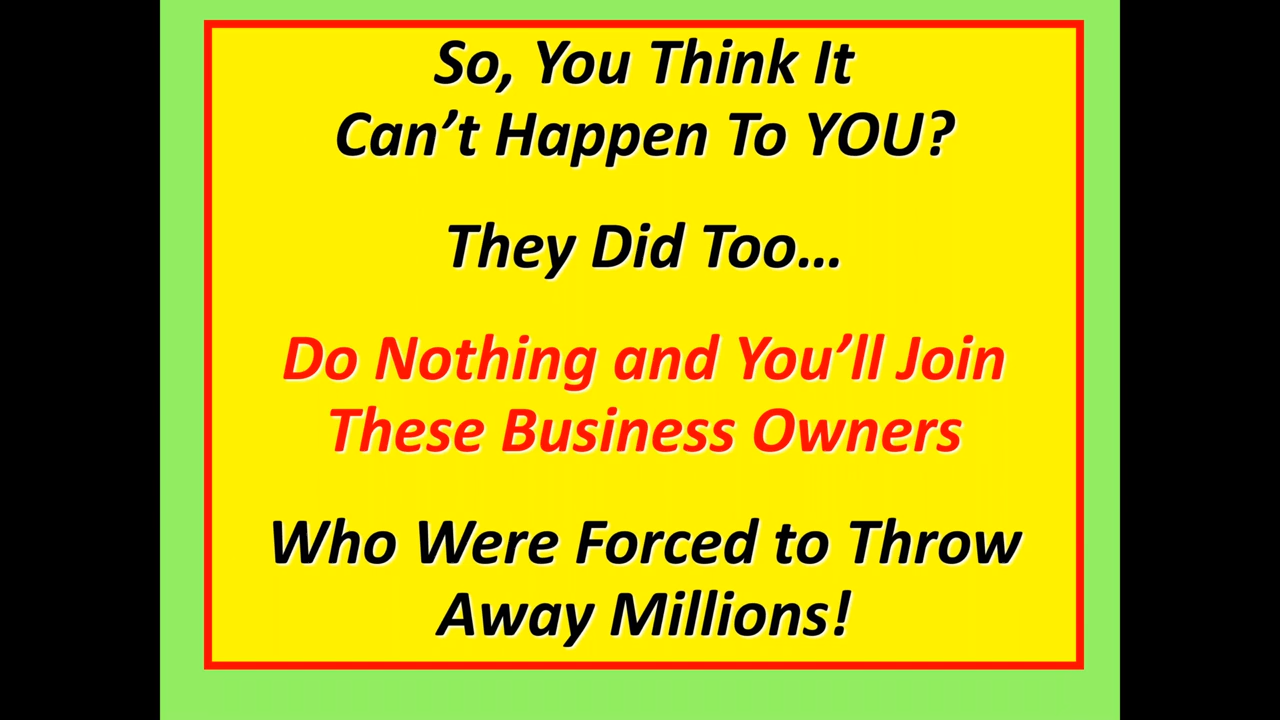 So, You Think It
Can’t Happen To YOU?
They Did Too…
Do Nothing and You’ll Join
These Business Owners
Who Were Forced to Throw
Away Millions!